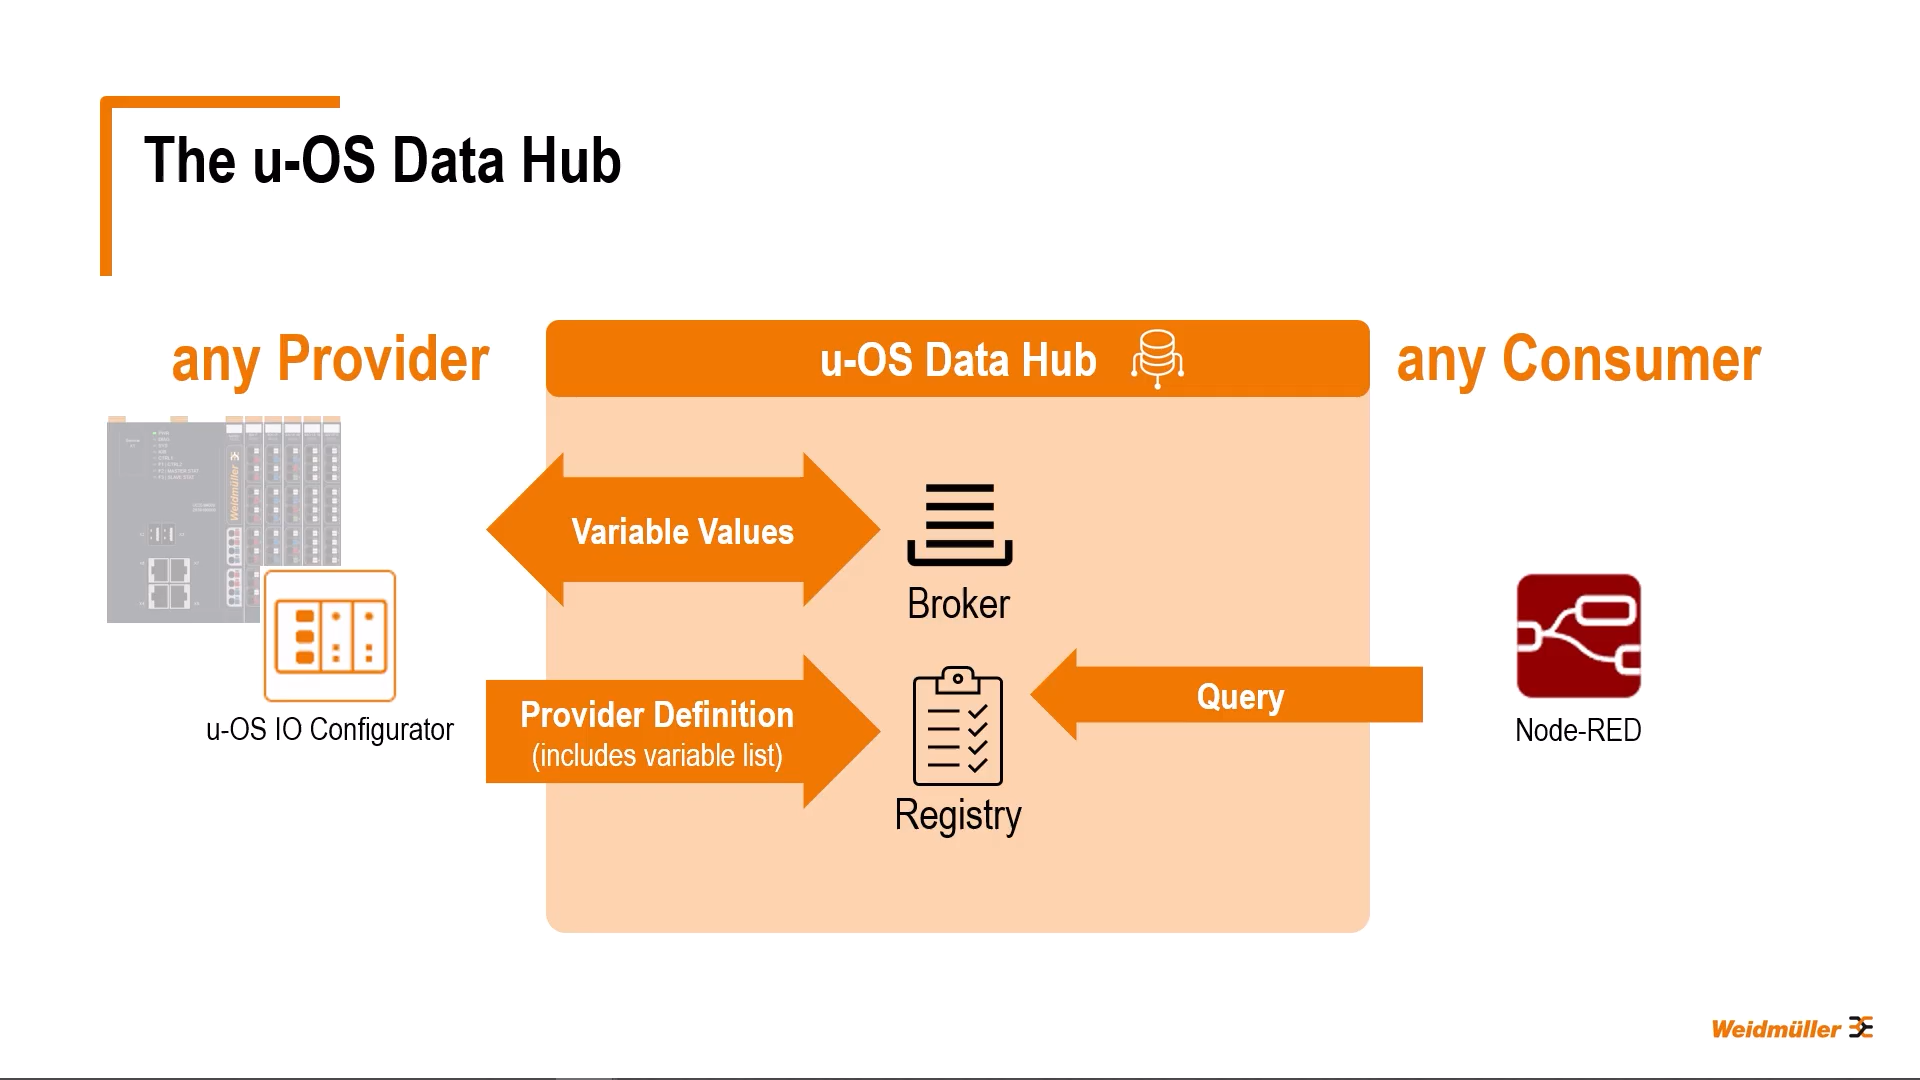 The u-OS Data Hub
any Provider
u-OS Data Hub
any Consumer
Weidmüller
Variable Values
Broker
Provider Definition
(includes variable list)
Query
u-OS IO Configurator
Registry
Node-RED
Weidmüller